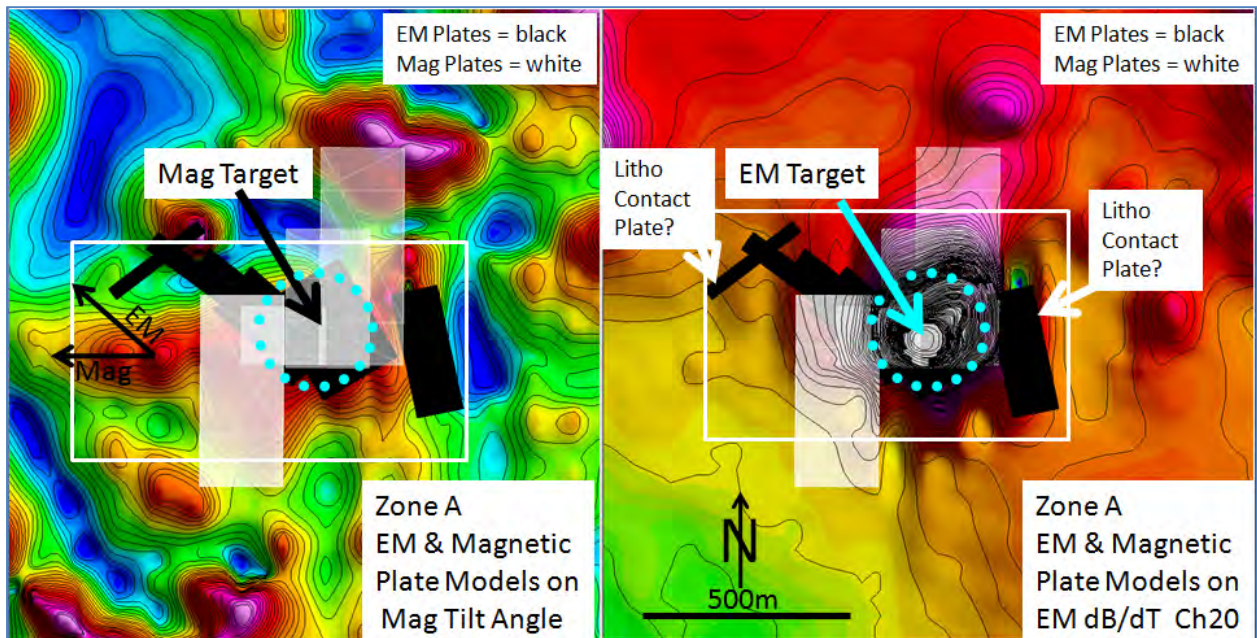 EM Plates = black
Mag Plates = white
Mag Target
EM
Mag
Zone A
EM & Magnetic
Plate Models on
Mag Tilt Angle
EM Plates = black
Mag Plates = white
Litho
Contact
Plate?
EM Target
Litho
Contact
Plate?
N
500m
Zone A
EM & Magnetic
Plate Models on
EM dB/dT Ch20